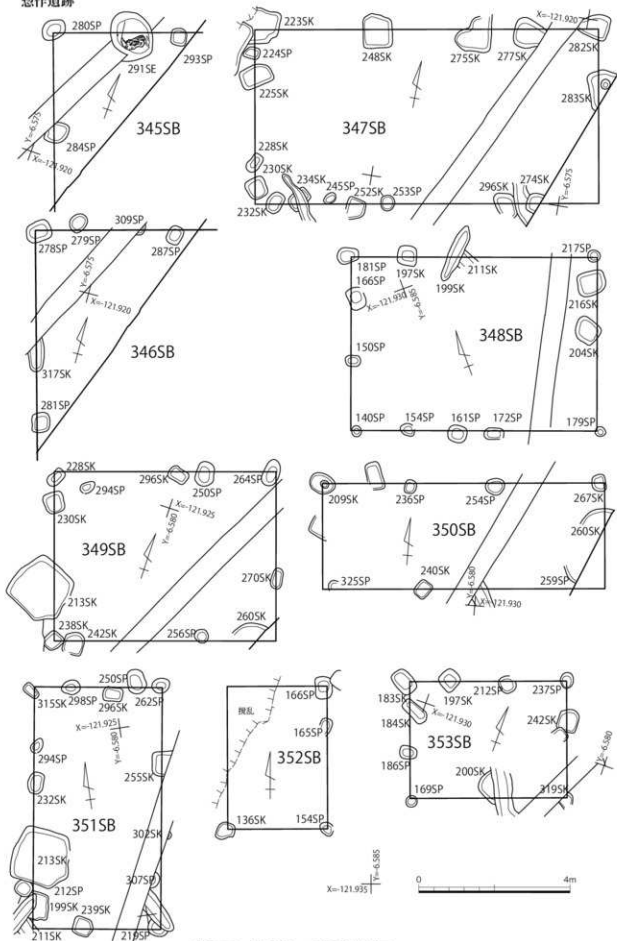 280SP
291SE
293SP
284SP
Y=-6.575
X=-121.920
345SB
223SK
224SP
225SK
228SK
230SK
232SK
234SK
245SP
252SK
253SP
248SK
275SK
277SK
X=-121.920
282SK
283SK
296SK
274SK
Y=-6.575
347SB
278SP
279SP
309SP
287SP
Y=-6.575
X=-121.920
317SK
281SP
346SB
181SP
166SP
197SK
199SK
211SK
X=-121.930
Y=-6.585
217SP
216SK
204SK
150SP
140SP
154SP
161SP
172SP
179SP
348SB
228SK
294SP
230SK
296SK
250SP
264SP
X=-121.925
Y=-6.580
213SK
238SK
242SK
256SP
270SK
260SK
349SB
209SK
236SP
254SP
267SK
260SK
325SP
240SK
Y=-6.580
X=-121.930
259SP
350SB
315SK
298SP
250SP
296SK
262SP
X=-121.925
Y=-6.580
294SP
232SK
255SK
213SK
302SK
307SP
212SP
199SK
211SK
239SK
219SP
351SB
撹乱
166SP
165SP
136SK
154SP
352SB
183SK
184SK
197SK
212SP
237SP
X=-121.930
242SK
186SP
169SP
200SK
319SK
Y=-6.580
353SB
X=-121.935
Y=-6.585
0
4m